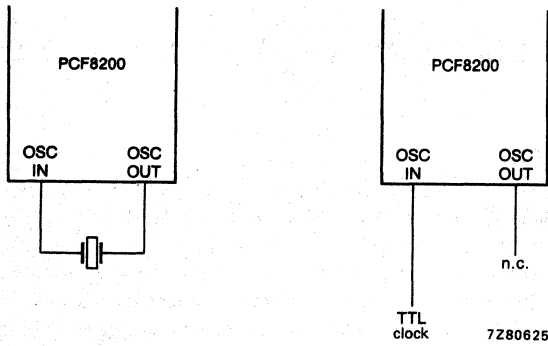 PCF8200
OSC IN
OSC OUT
PCF8200
OSC IN
OSC OUT
n.c.
TTL clock
7Z80625